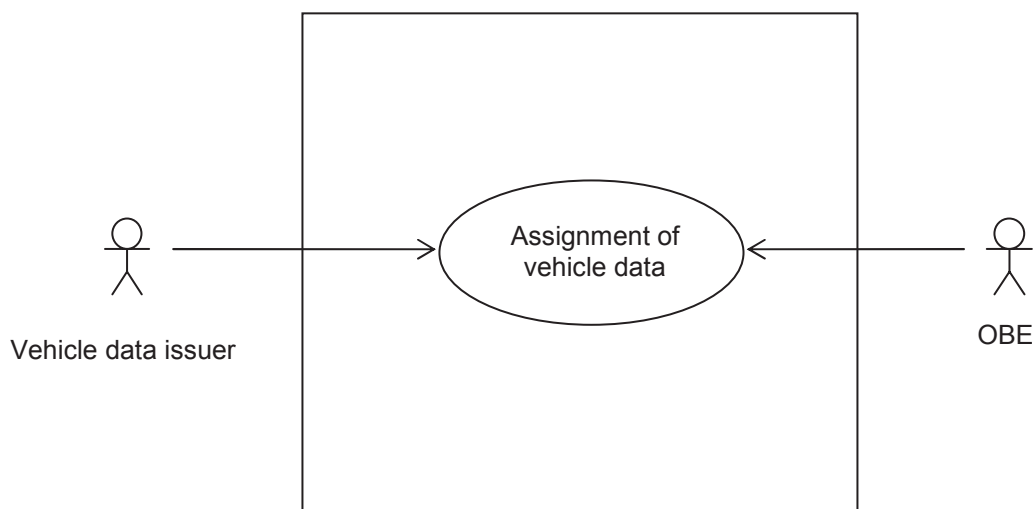 Assignment of
vehicle data
Vehicle data issuer
OBE